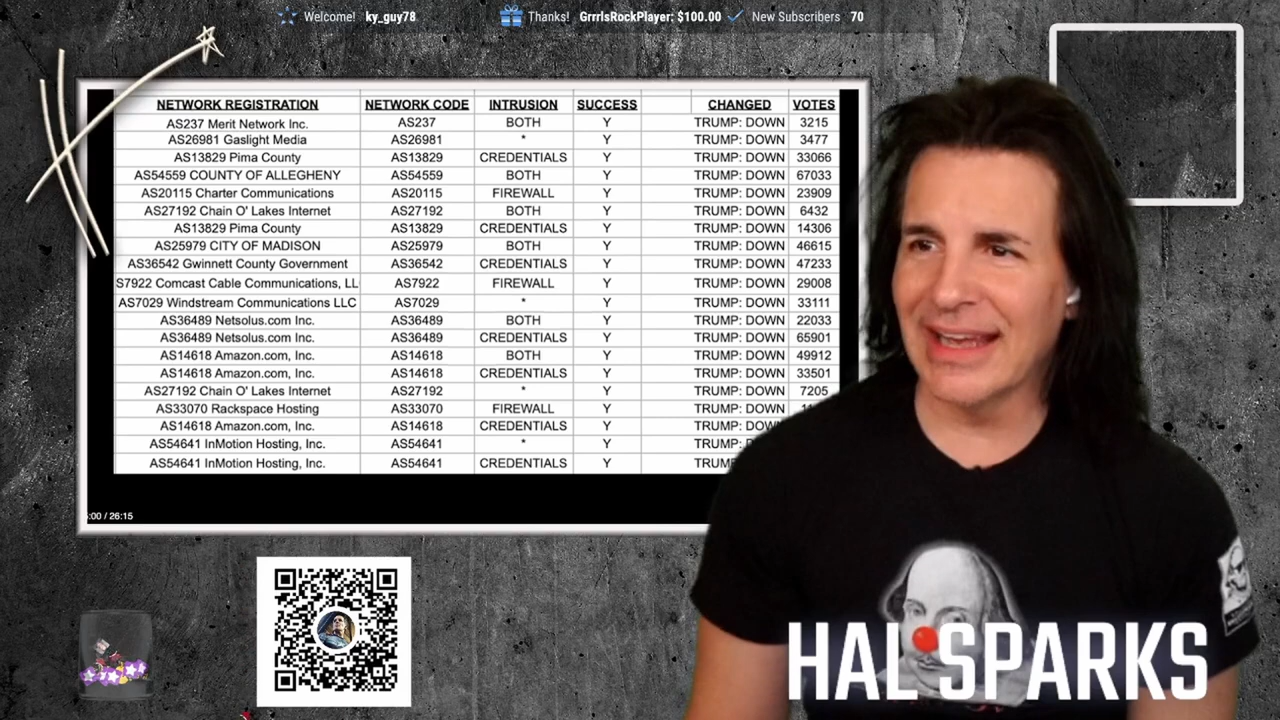 Welcome! ky_guy78 Thanks! GrrrlsRockPlayer: $100.00 New Subscribers 70
NETWORK REGISTRATION NETWORK CODE INTRUSION SUCCESS CHANGED VOTES
AS237 Merit Network Inc. AS237 BOTH Y TRUMP: DOWN 3215
AS26981 Gaslight Media AS26981 * Y TRUMP: DOWN 3477
AS13829 Pima County AS13829 CREDENTIALS Y TRUMP: DOWN 33066
AS54559 COUNTY OF ALLEGHENY AS54559 BOTH Y TRUMP: DOWN 67033
AS20115 Charter Communications AS20115 FIREWALL Y TRUMP: DOWN 23909
AS27192 Chain O' Lakes Internet AS27192 BOTH Y TRUMP: DOWN 6432
AS13829 Pima County AS13829 CREDENTIALS Y TRUMP: DOWN 14306
AS25979 CITY OF MADISON AS25979 BOTH Y TRUMP: DOWN 46615
AS36542 Gwinnett County Government AS36542 CREDENTIALS Y TRUMP: DOWN 47233
S7922 Comcast Cable Communications, LL AS7922 FIREWALL Y TRUMP: DOWN 29008
AS7029 Windstream Communications LLC AS7029 * Y TRUMP: DOWN 33111
AS36489 Netsolus.com Inc. AS36489 BOTH Y TRUMP: DOWN 22033
AS36489 Netsolus.com Inc. AS36489 CREDENTIALS Y TRUMP: DOWN 65901
AS14618 Amazon.com, Inc. AS14618 BOTH Y TRUMP: DOWN 49912
AS14618 Amazon.com, Inc. AS14618 CREDENTIALS Y TRUMP: DOWN 33501
AS27192 Chain O' Lakes Internet AS27192 * Y TRUMP: DOWN 7205
AS33070 Rackspace Hosting AS33070 FIREWALL Y TRUMP: DOWN
AS14618 Amazon.com, Inc. AS14618 CREDENTIALS Y TRUMP: DOW
AS54641 InMotion Hosting, Inc. AS54641 * Y TRUMP:
AS54641 InMotion Hosting, Inc. AS54641 CREDENTIALS Y TRUM
:00 / 26:15
HAL SPARKS